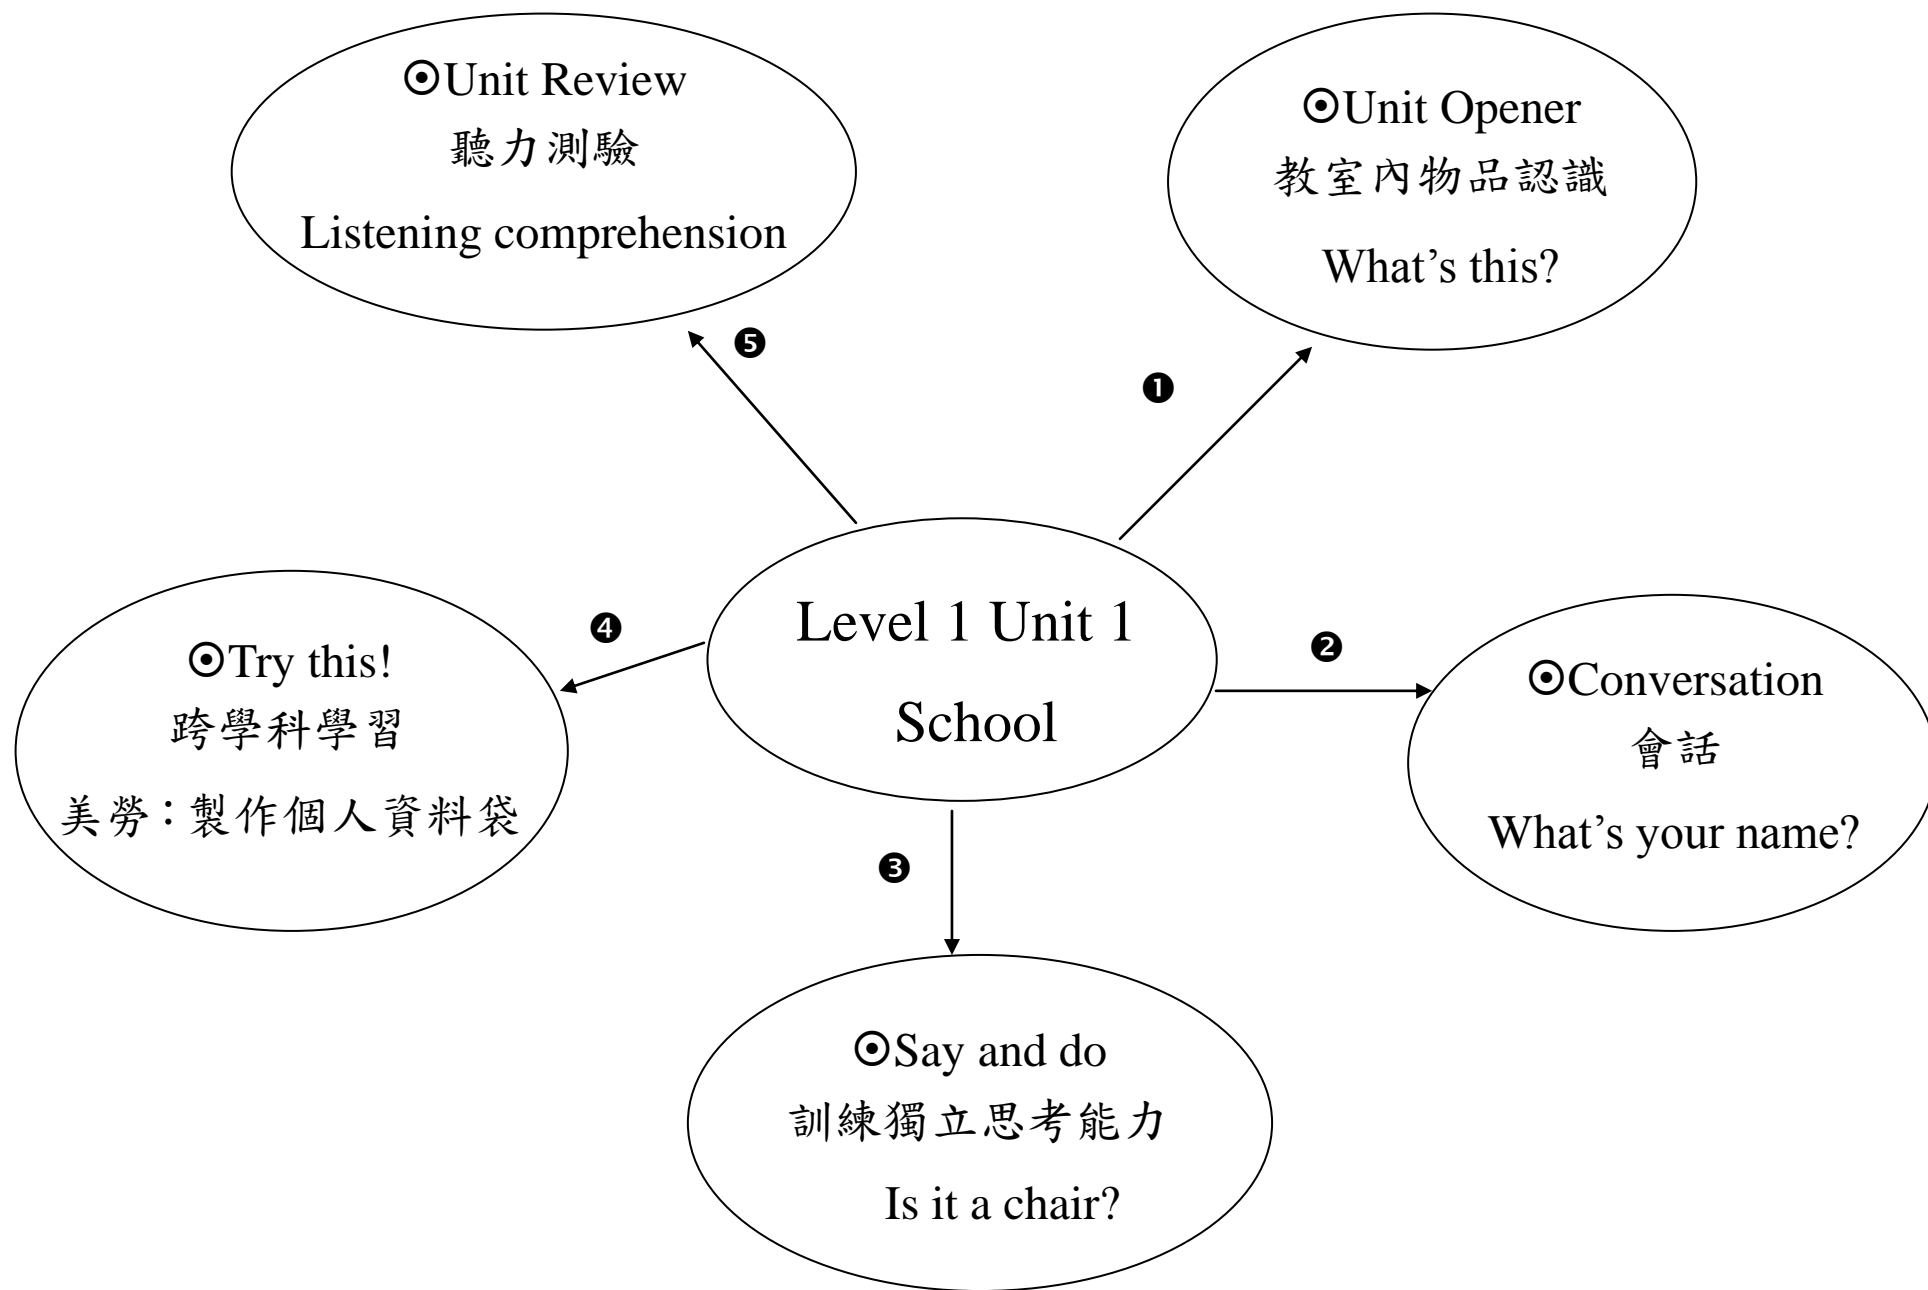 Level 1 Unit 1
School
❶
⊙Unit Opener
教室內物品認識
What’s this?
❷
⊙Conversation
會話
What’s your name?
❸
⊙Say and do
訓練獨立思考能力
Is it a chair?
❹
⊙Try this!
跨學科學習
美勞：製作個人資料袋
❺
⊙Unit Review
聽力測驗
Listening comprehension